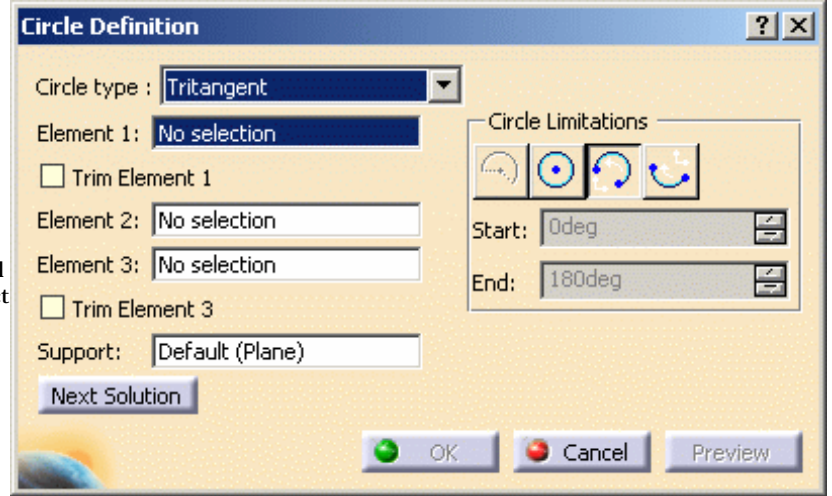 Circle Definition
Circle type : Tritangent
Element 1: No selection
Trim Element 1
Element 2: No selection
Element 3: No selection
Trim Element 3
Support: Default (Plane)
Next Solution
Circle Limitations
Start: 0deg
End: 180deg
OK Cancel Preview